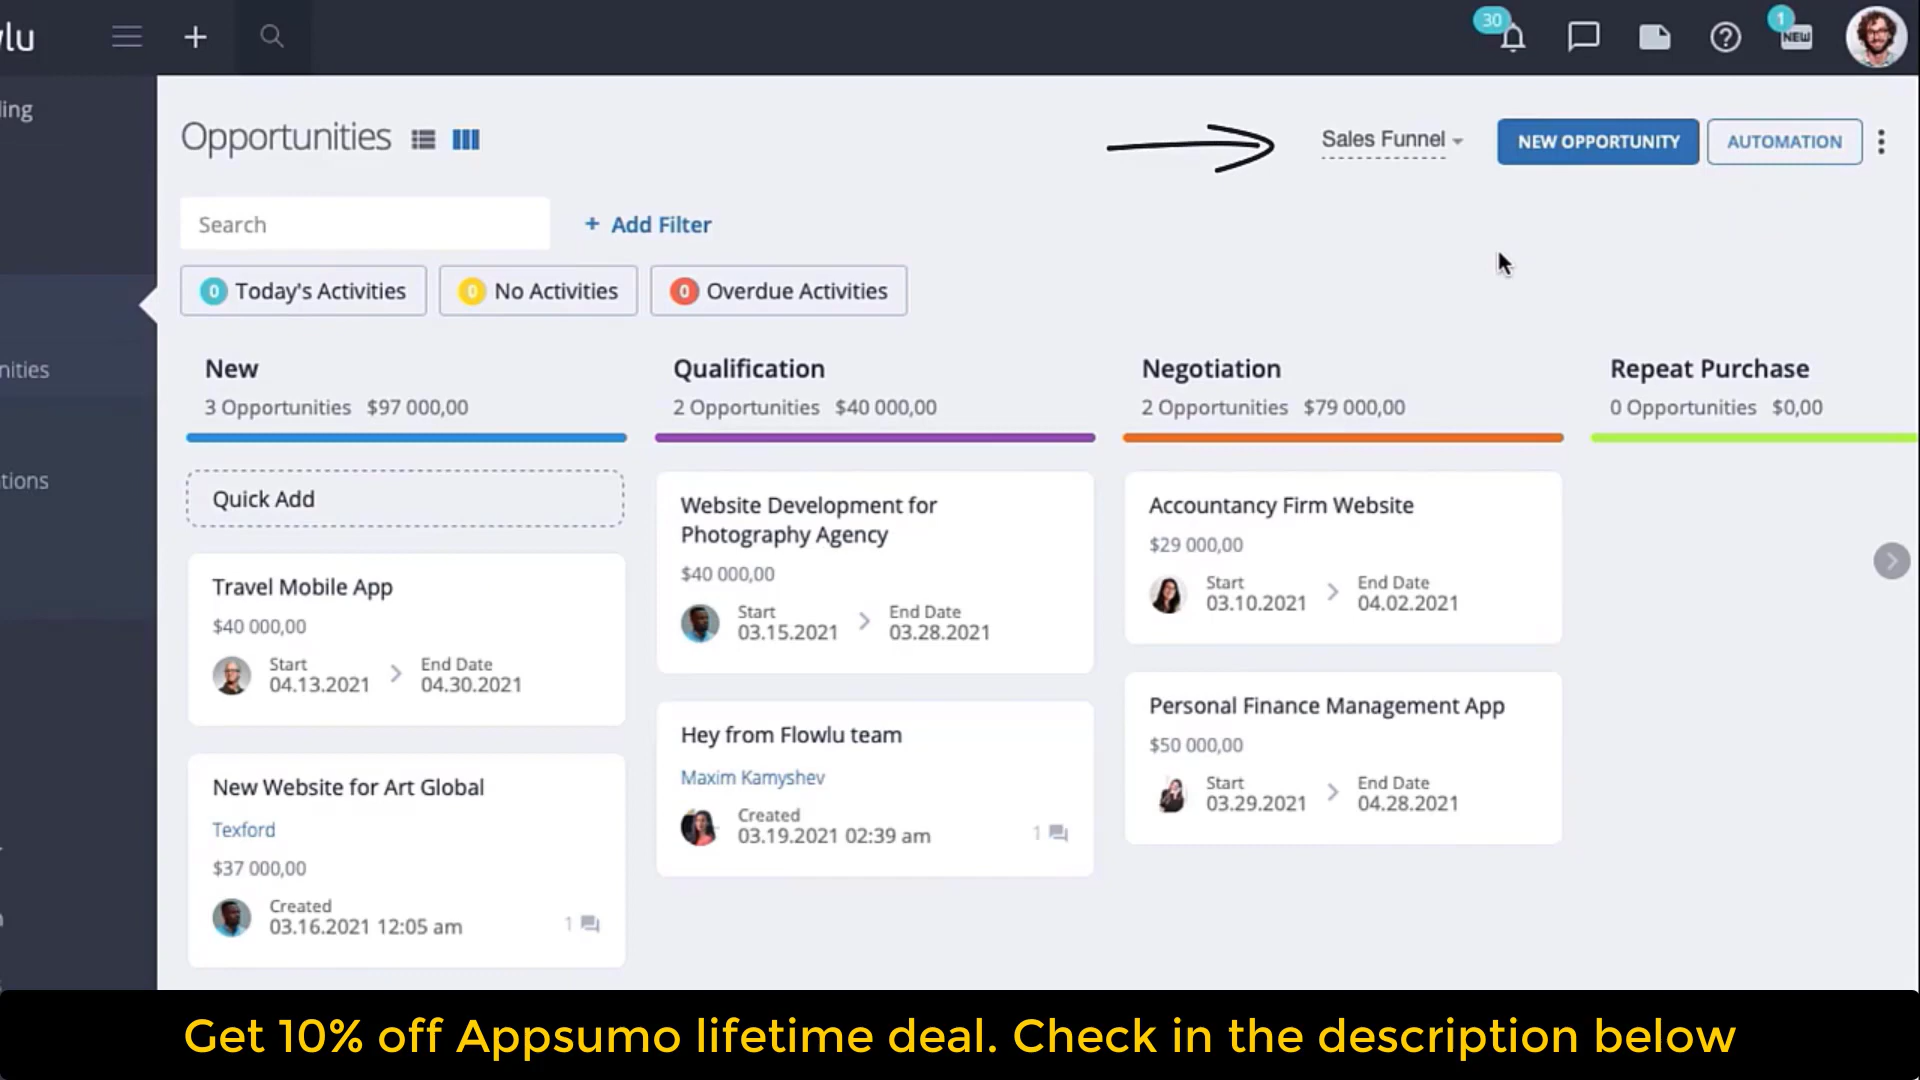 lu
30
1
NEW
ling
Opportunities
Sales Funnel
NEW OPPORTUNITY
AUTOMATION
Search
+ Add Filter
0 Today's Activities
0 No Activities
0 Overdue Activities
nities
tions
New
3 Opportunities $97 000,00
Quick Add
Travel Mobile App
$40 000,00
Start
04.13.2021
End Date
04.30.2021
New Website for Art Global
Texford
$37 000,00
Created
03.16.2021 12:05 am
1
Qualification
2 Opportunities $40 000,00
Website Development for
Photography Agency
$40 000,00
Start
03.15.2021
End Date
03.28.2021
Hey from Flowlu team
Maxim Kamyshev
Created
03.19.2021 02:39 am
1
Negotiation
2 Opportunities $79 000,00
Accountancy Firm Website
$29 000,00
Start
03.10.2021
End Date
04.02.2021
Personal Finance Management App
$50 000,00
Start
03.29.2021
End Date
04.28.2021
Repeat Purchase
0 Opportunities $0,00
Get 10% off Appsumo lifetime deal. Check in the description below